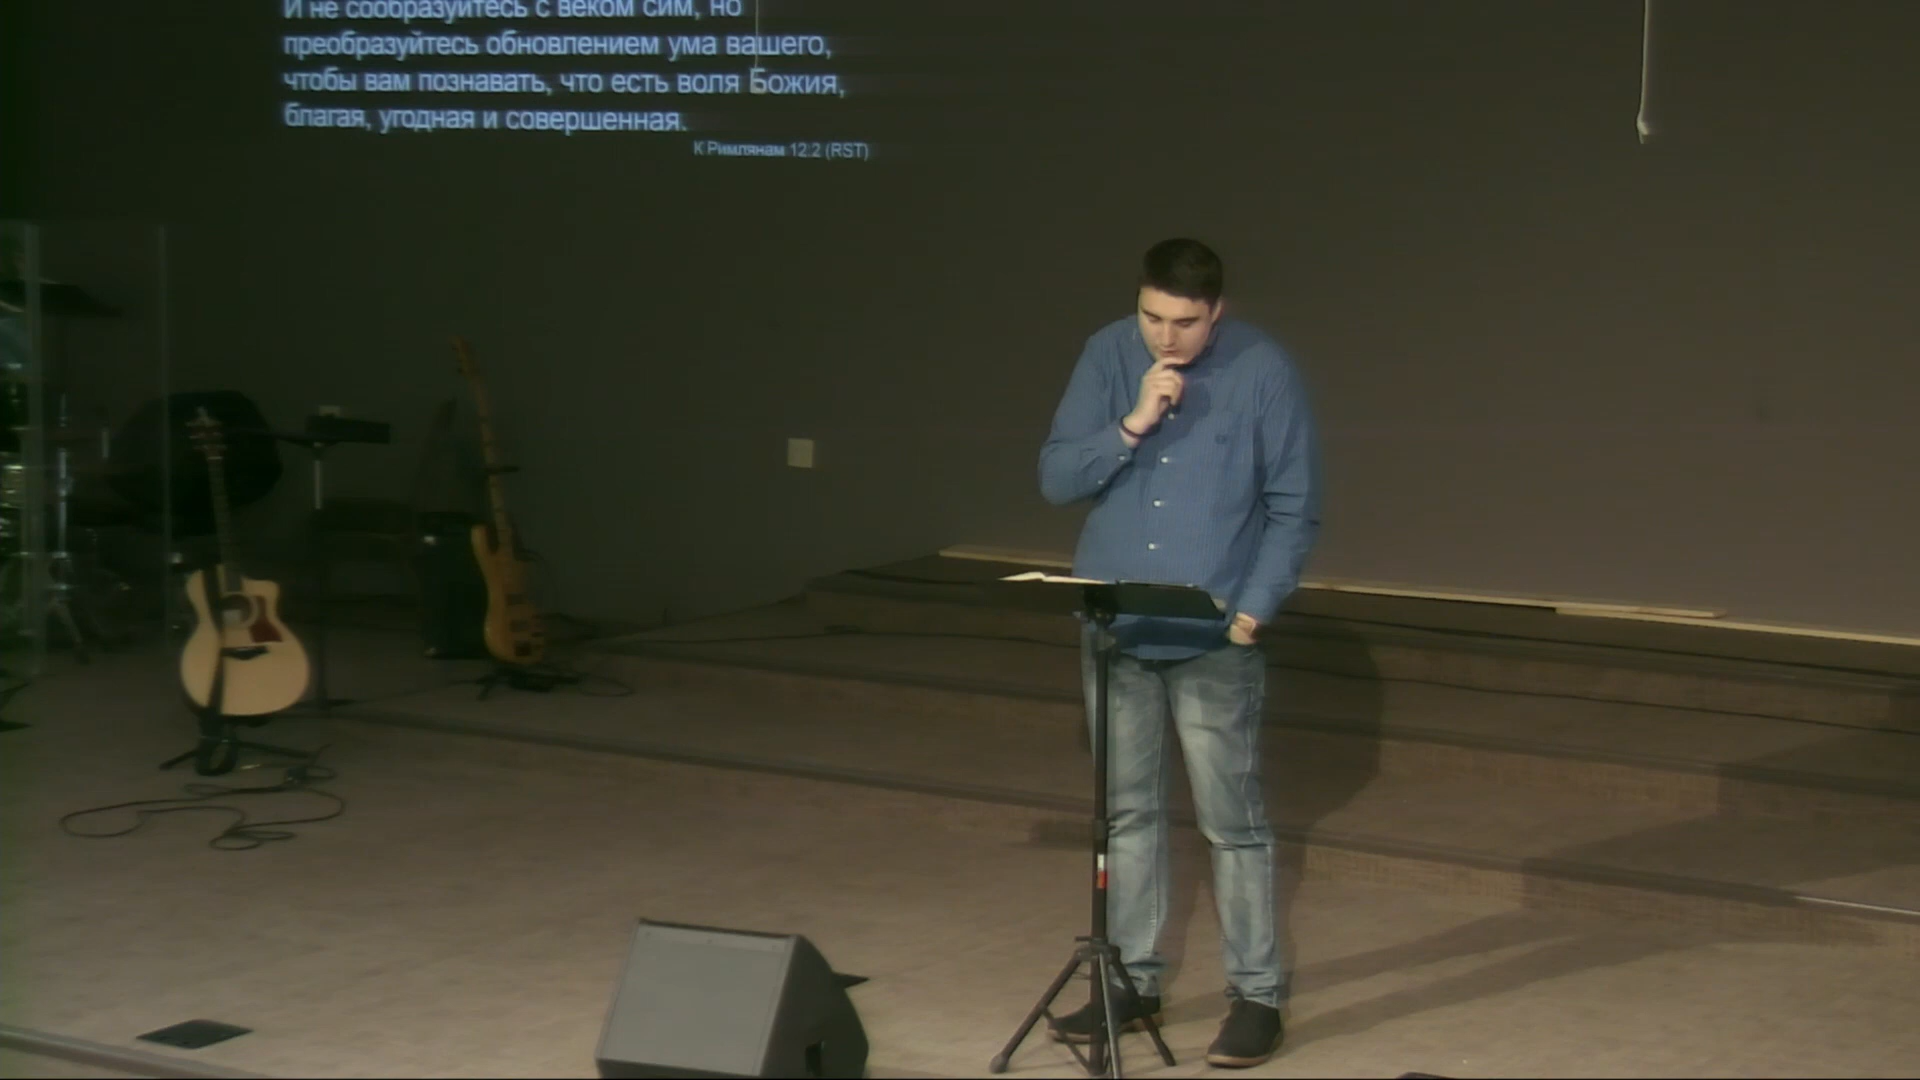 И не сообразуйтесь с веком сим, но
преобразуйтесь обновлением ума вашего,
чтобы вам познавать, что есть воля Божия,
благая, угодная и совершенная.
К Римлянам 12:2 (RST)